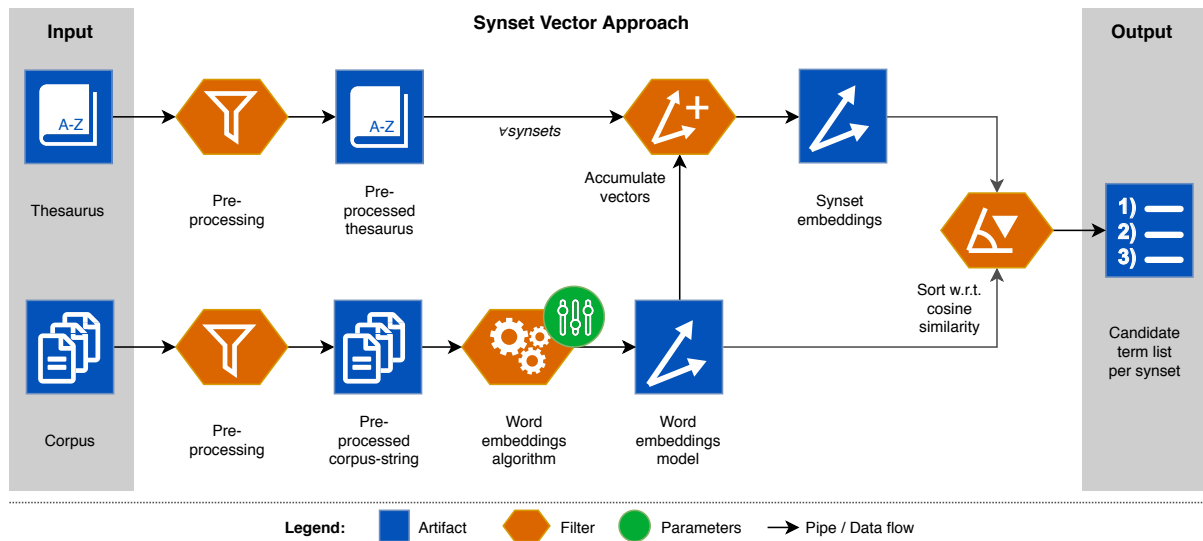 Input
Synset Vector Approach
Output
A-Z
A-Z
∀synsets
Thesaurus
Pre-
processing
Pre-
processed
thesaurus
Accumulate
vectors
Synset
embeddings
1)
2)
3)
Sort w.r.t.
cosine
similarity
Candidate
term list
per synset
Corpus
Pre-
processing
Pre-
processed
corpus-string
Word
embeddings
algorithm
Word
embeddings
model
Legend:
Artifact
Filter
Parameters
Pipe / Data flow